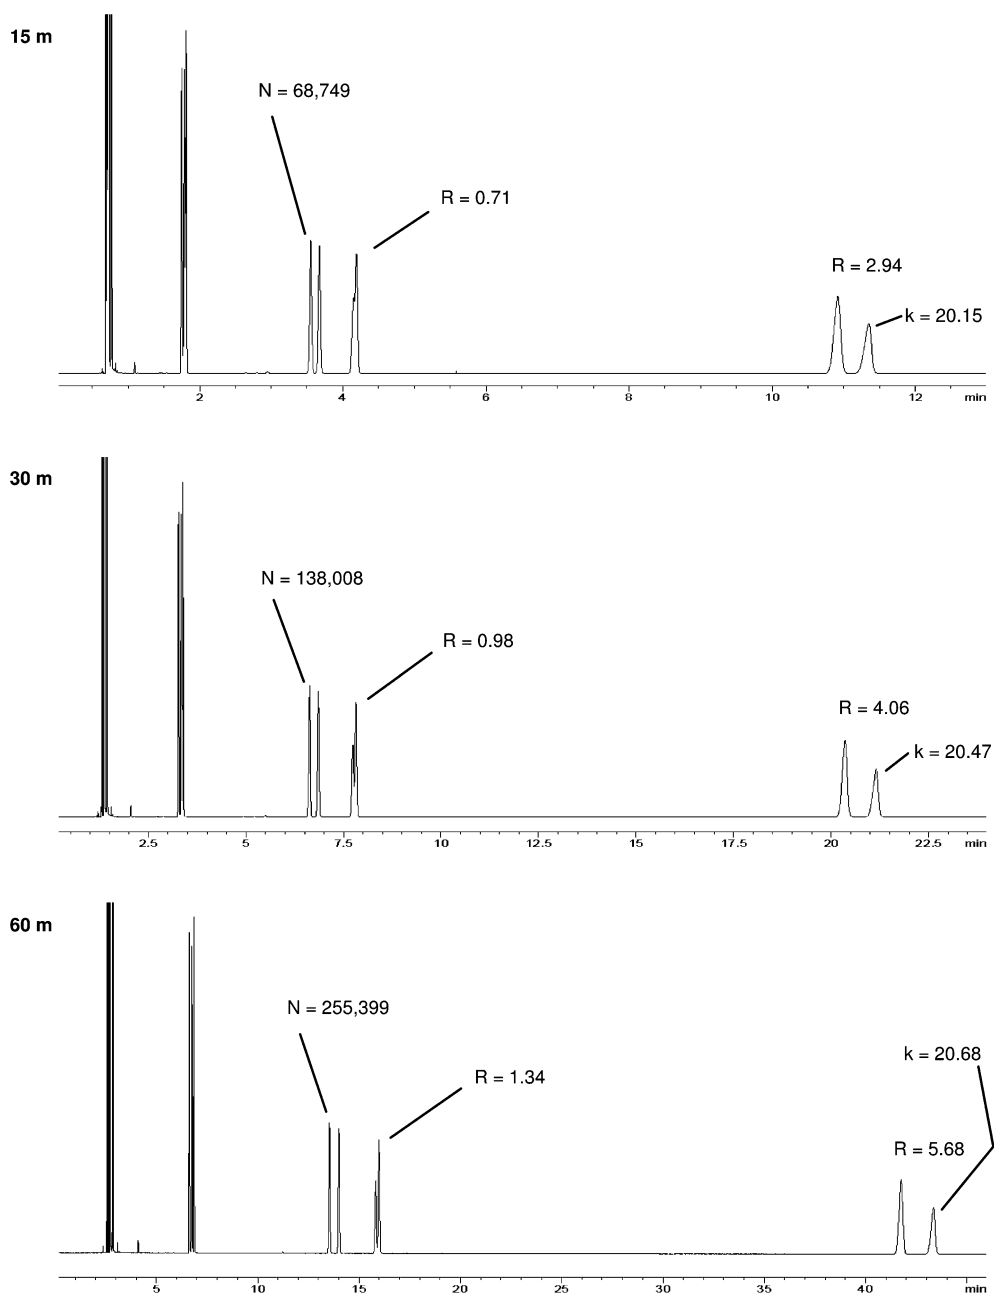 15 m
N = 68,749
R = 0.71
R = 2.94
k = 20.15
2 4 6 8 10 12 min
30 m
N = 138,008
R = 0.98
R = 4.06
k = 20.47
2.5 5 7.5 10 12.5 15 17.5 20 22.5 min
60 m
N = 255,399
k = 20.68
R = 1.34
R = 5.68
5 10 15 20 25 30 35 40 min